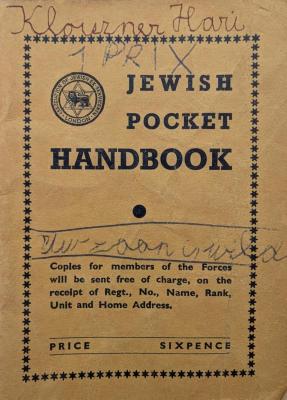 Klouzner Hari
1 PRIX
JEWISH
POCKET
HANDBOOK
Copies for members of the Forces
will be sent free of charge, on the
receipt of Regt., No., Name, Rank,
Unit and Home Address.
PRICE SIXPENCE